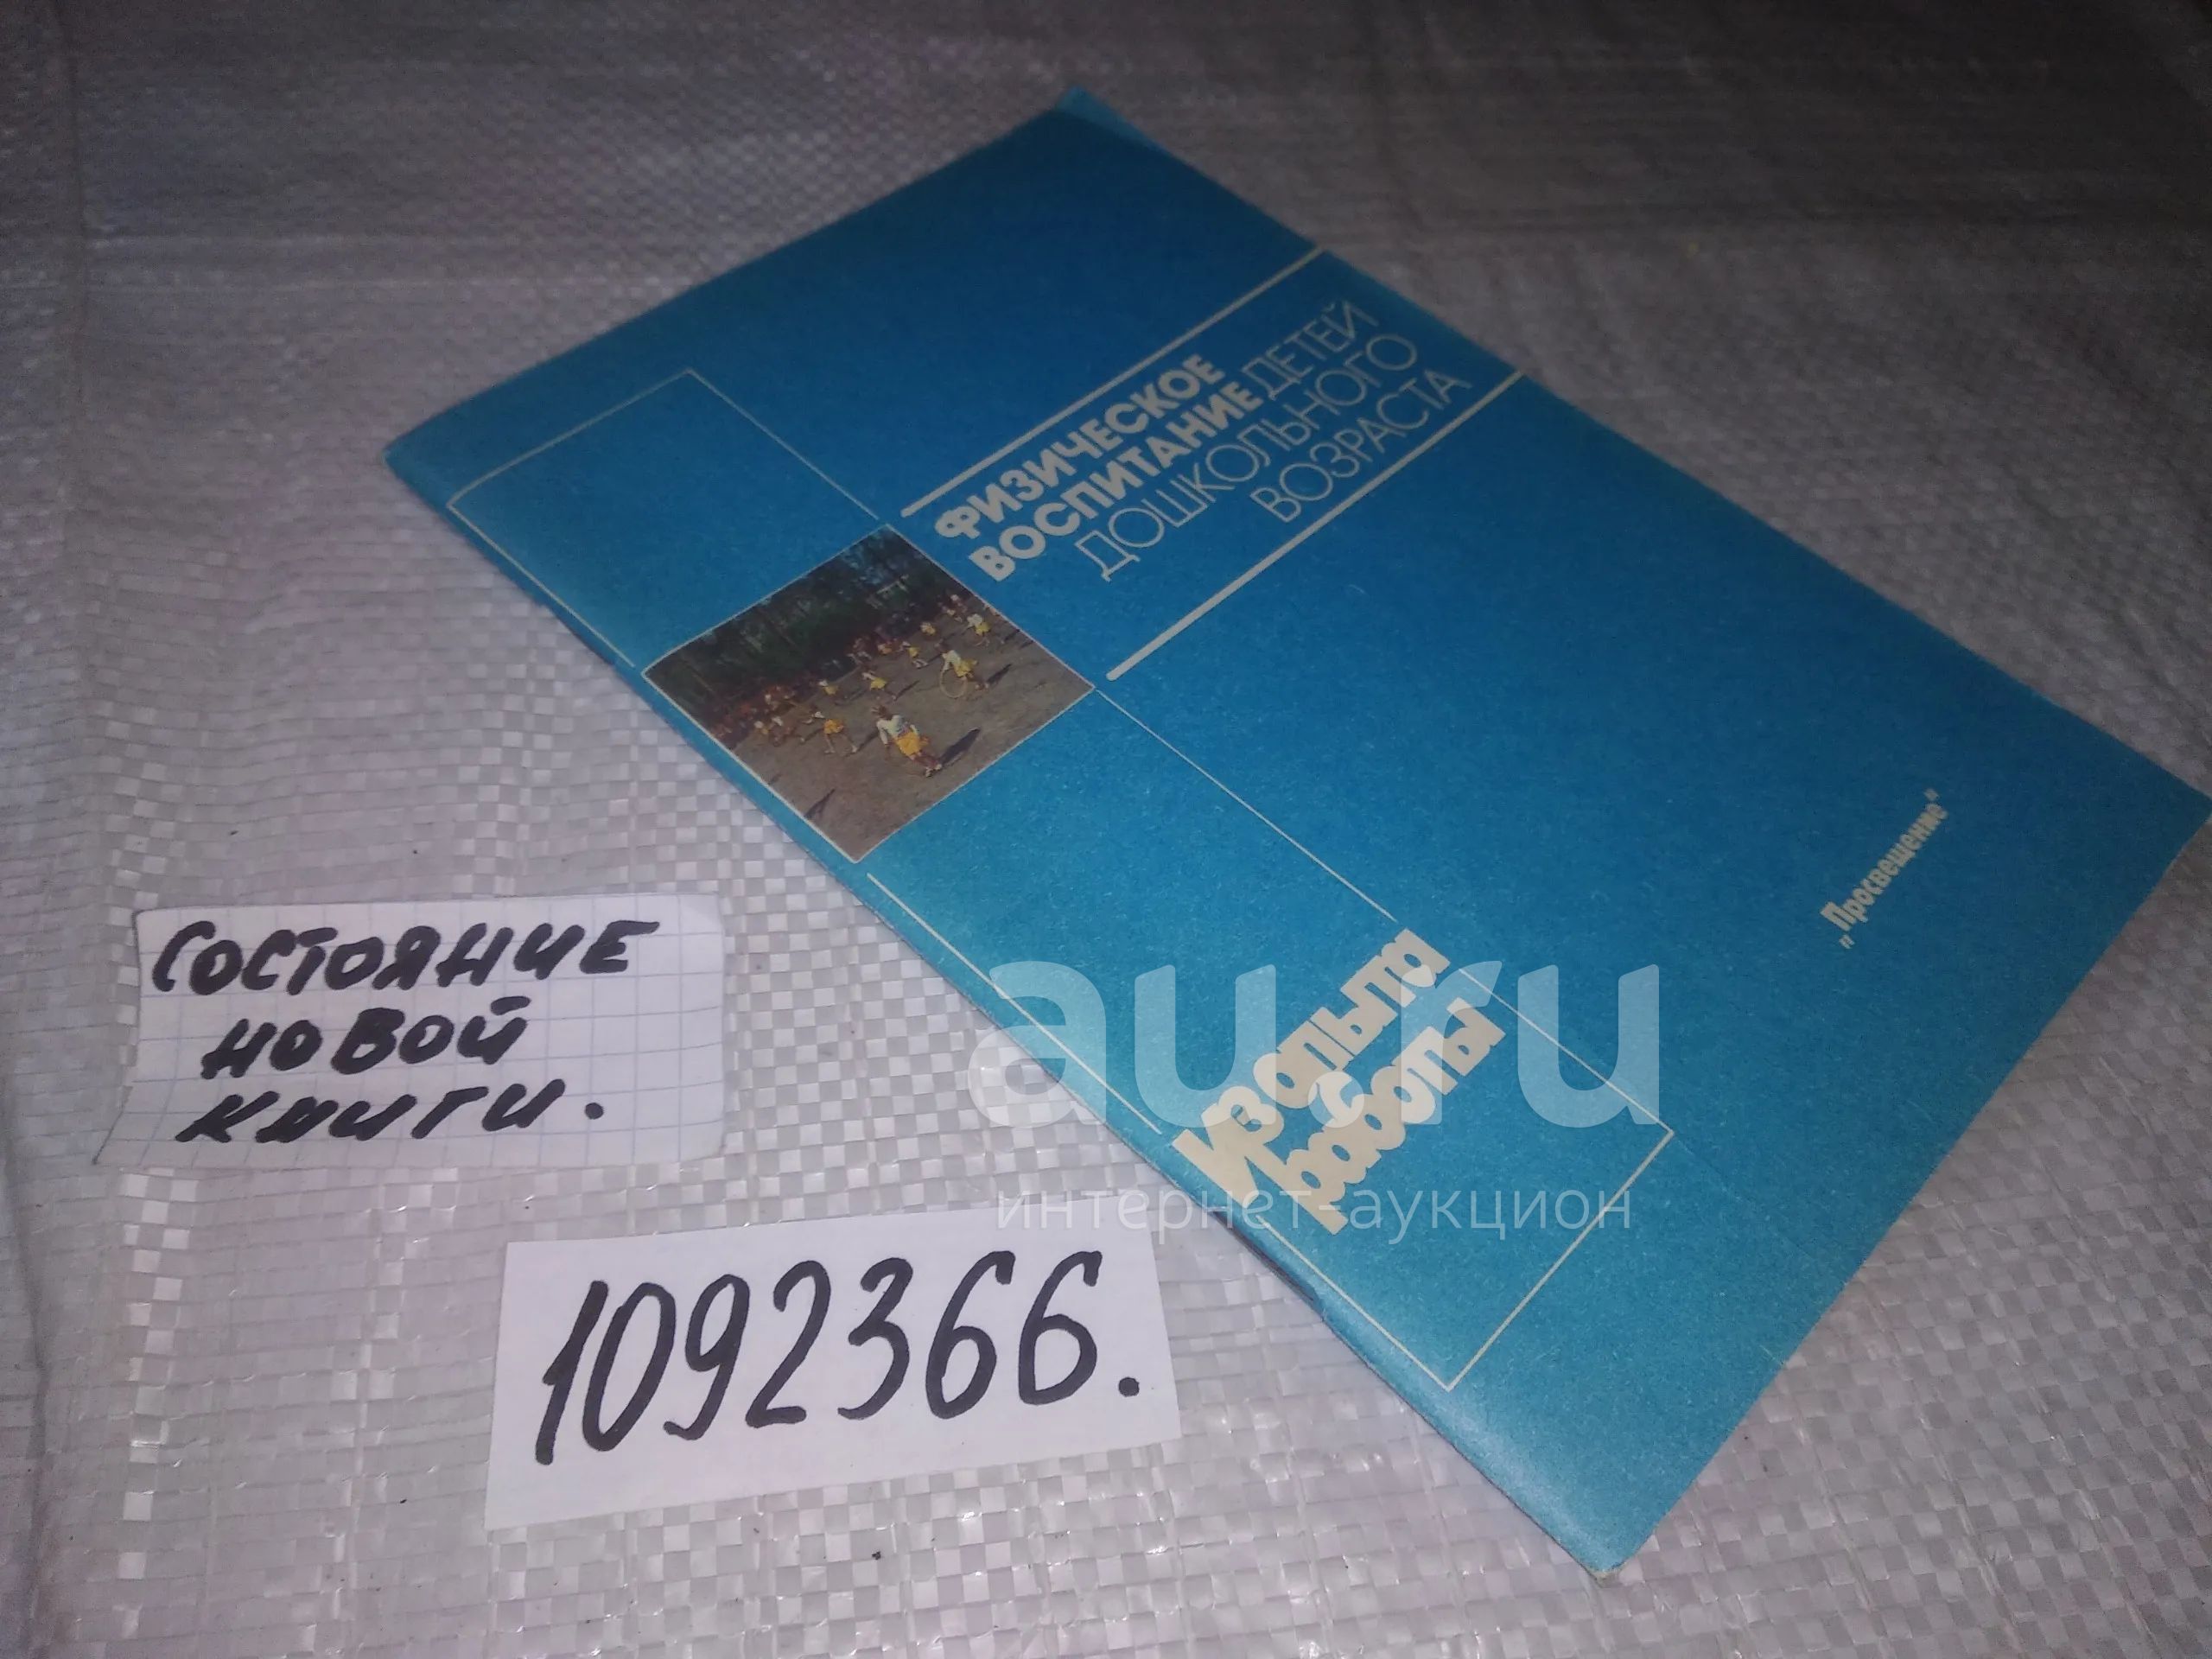 ФИЗИЧЕСКОЕ
ВОСПИТАНИЕ ДЕТЕЙ
ДОШКОЛЬНОГО
ВОЗРАСТА
„Просвещение“
Из опыта
работы
au.ru
интернет-аукцион
СОСТОЯНИЕ
НОВОЙ
КНИГИ.
1092366.